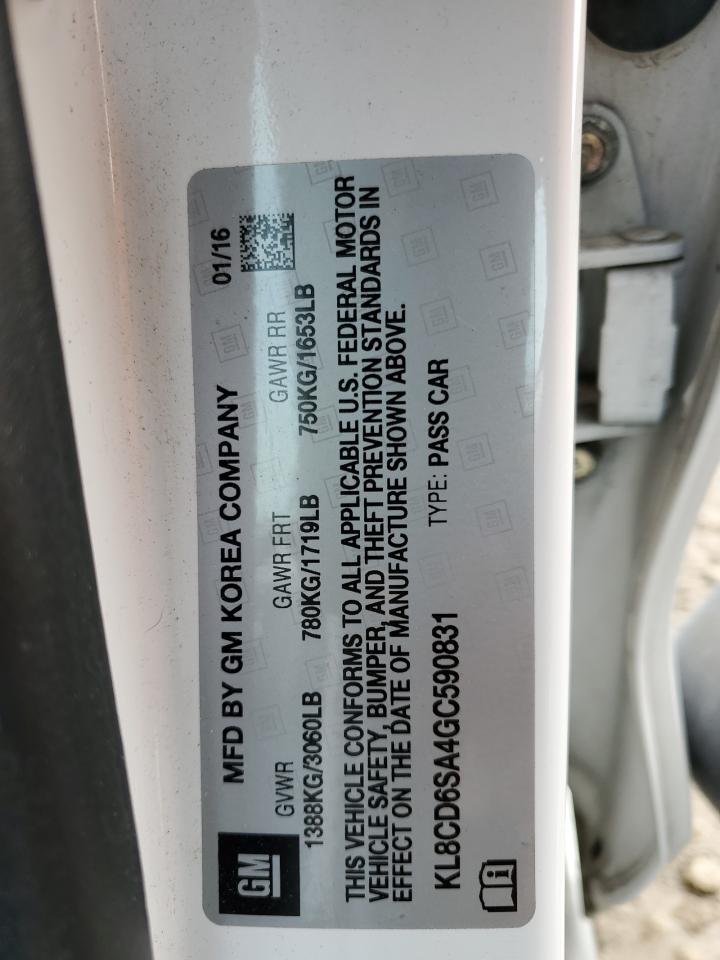 GM
MFD BY GM KOREA COMPANY 01/16
GVWR GAWR FRT GAWR RR
1388KG/3060LB 780KG/1719LB 750KG/1653LB
THIS VEHICLE CONFORMS TO ALL APPLICABLE U.S. FEDERAL MOTOR
VEHICLE SAFETY, BUMPER, AND THEFT PREVENTION STANDARDS IN
EFFECT ON THE DATE OF MANUFACTURE SHOWN ABOVE.
KL8CD6SA4GC590831 TYPE: PASS CAR